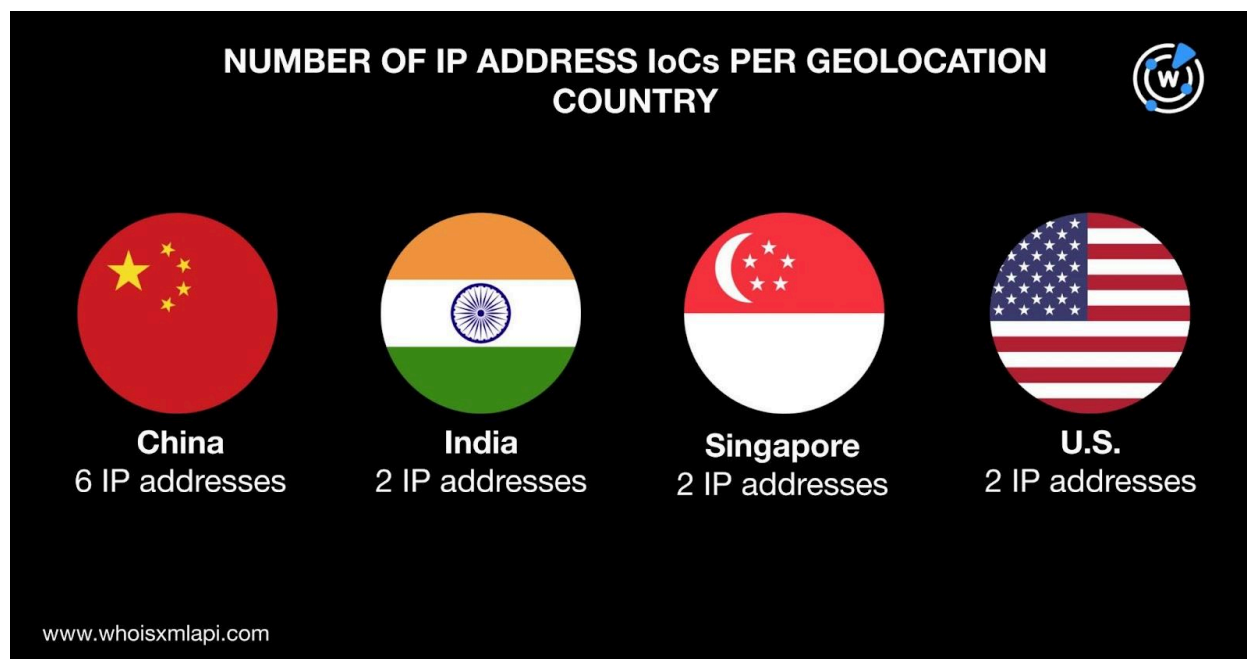 NUMBER OF IP ADDRESS IoCs PER GEOLOCATION
COUNTRY
W
China
6 IP addresses
India
2 IP addresses
Singapore
2 IP addresses
U.S.
2 IP addresses
www.whoisxmlapi.com